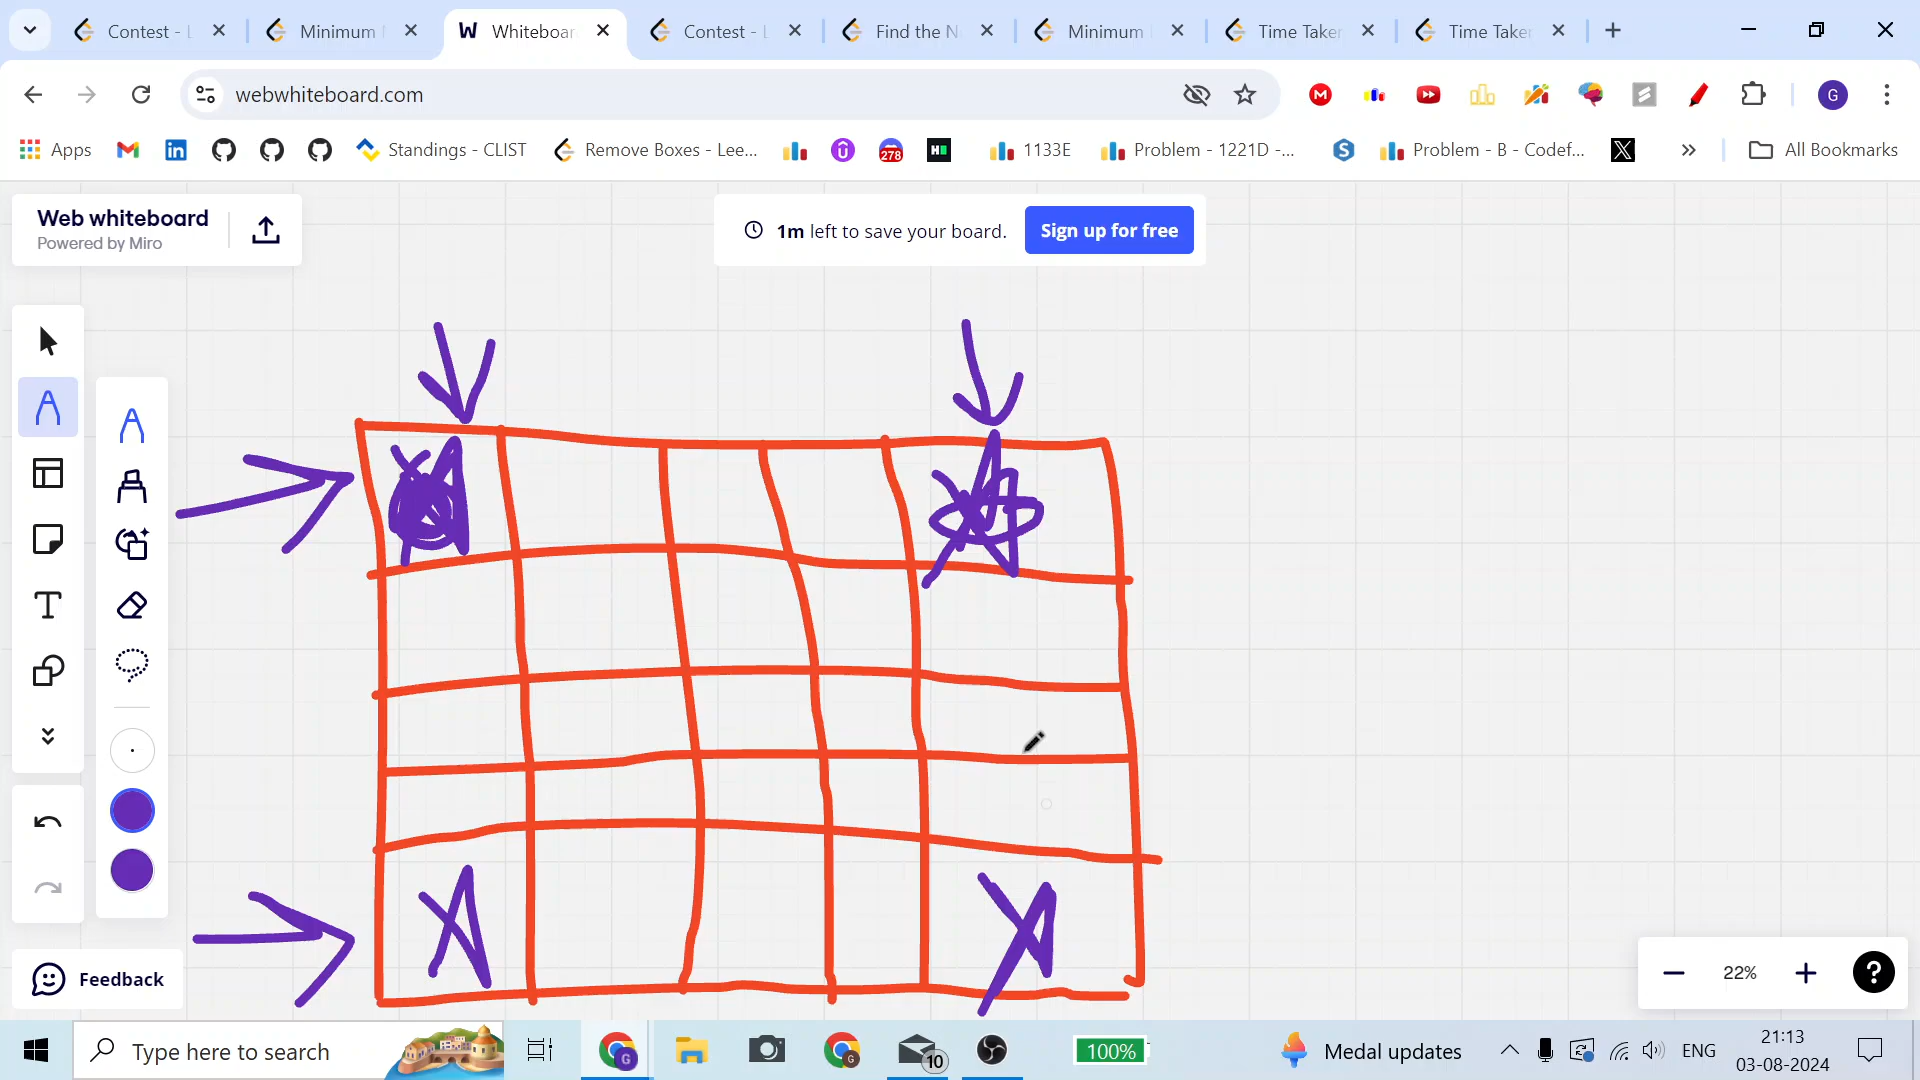 Contest - L
Minimum
Whiteboar
Contest - L
Find the N
Minimum
Time Taken
Time Taken
webwhiteboard.com
G
Apps
Standings - CLIST
Remove Boxes - Lee...
278
1133E
Problem - 1221D -...
Problem - B - Codef...
All Bookmarks
Web whiteboard
Powered by Miro
1m left to save your board.
Sign up for free
Feedback
22%
Type here to search
G
G
10
100%
Medal updates
ENG
21:13
03-08-2024